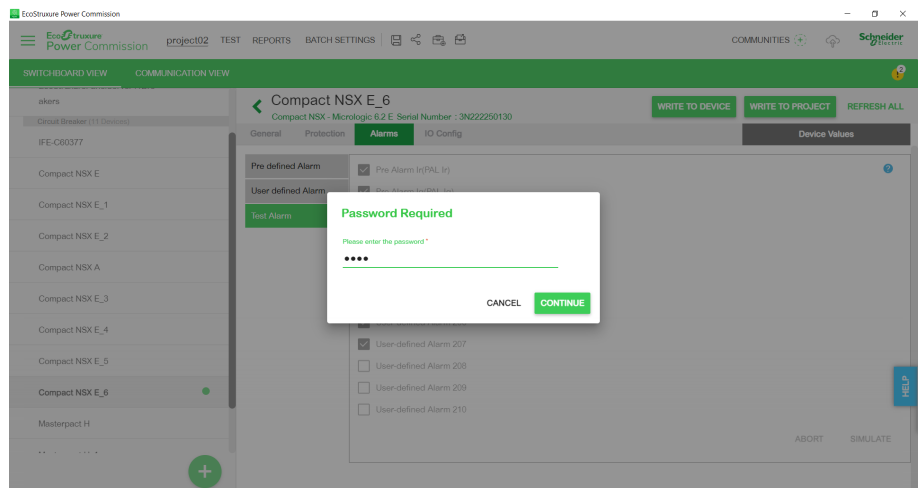 EcoStruxure Power Commission
EcoStruxure
Power Commission
project02 TEST REPORTS BATCH SETTINGS
COMMUNITIES
Schneider
Electric
SWITCHBOARD VIEW COMMUNICATION VIEW
2
akers
Circuit Breaker (11 Devices)
IFE-C60377
Compact NSX E
Compact NSX E_1
Compact NSX E_2
Compact NSX A
Compact NSX E_3
Compact NSX E_4
Compact NSX E_5
Compact NSX E_6
Masterpact H
Compact NSX E_6
Compact NSX - Micrologic 6.2 E Serial Number : 3N222250130
WRITE TO DEVICE WRITE TO PROJECT REFRESH ALL
General Protection Alarms IO Config Device Values
Pre defined Alarm
User defined Alarm
Test Alarm
Pre Alarm Ir(PAL Ir)
?
Password Required
Please enter the password *
CANCEL CONTINUE
User-defined Alarm 207
User-defined Alarm 208
User-defined Alarm 209
User-defined Alarm 210
ABORT SIMULATE
HELP